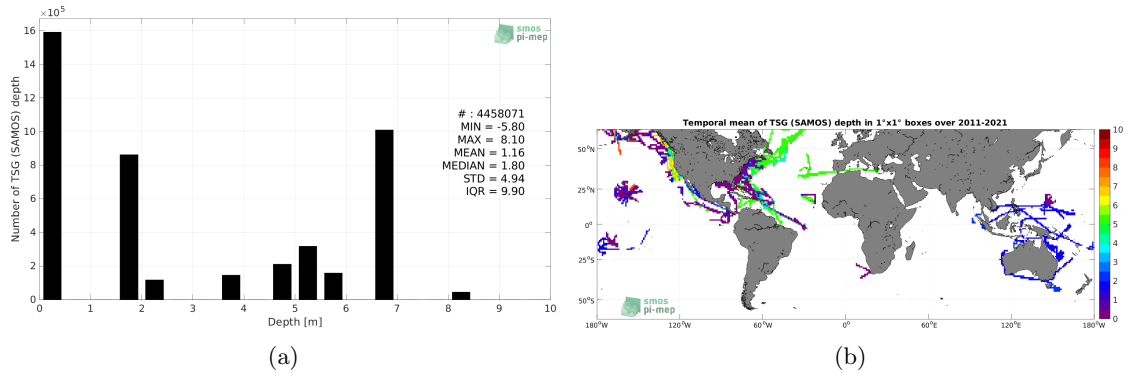 ×10⁵
16
14
12
10
8
6
4
2
0
Number of TSG (SAMOS) depth
smos
pi-mep
# : 4458071
MIN = -5.80
MAX = 8.10
MEAN = 1.16
MEDIAN = 1.80
STD = 4.94
IQR = 9.90
0 1 2 3 4 5 6 7 8 9 10
Depth [m]
(a)
Temporal mean of TSG (SAMOS) depth in 1°x1° boxes over 2011-2021
50°N
25°N
0°
25°S
50°S
smos
pi-mep
180°W 120°W 60°W 0° 60°W 120°W 180°W
10
9
8
7
6
5
4
3
2
1
0
(b)